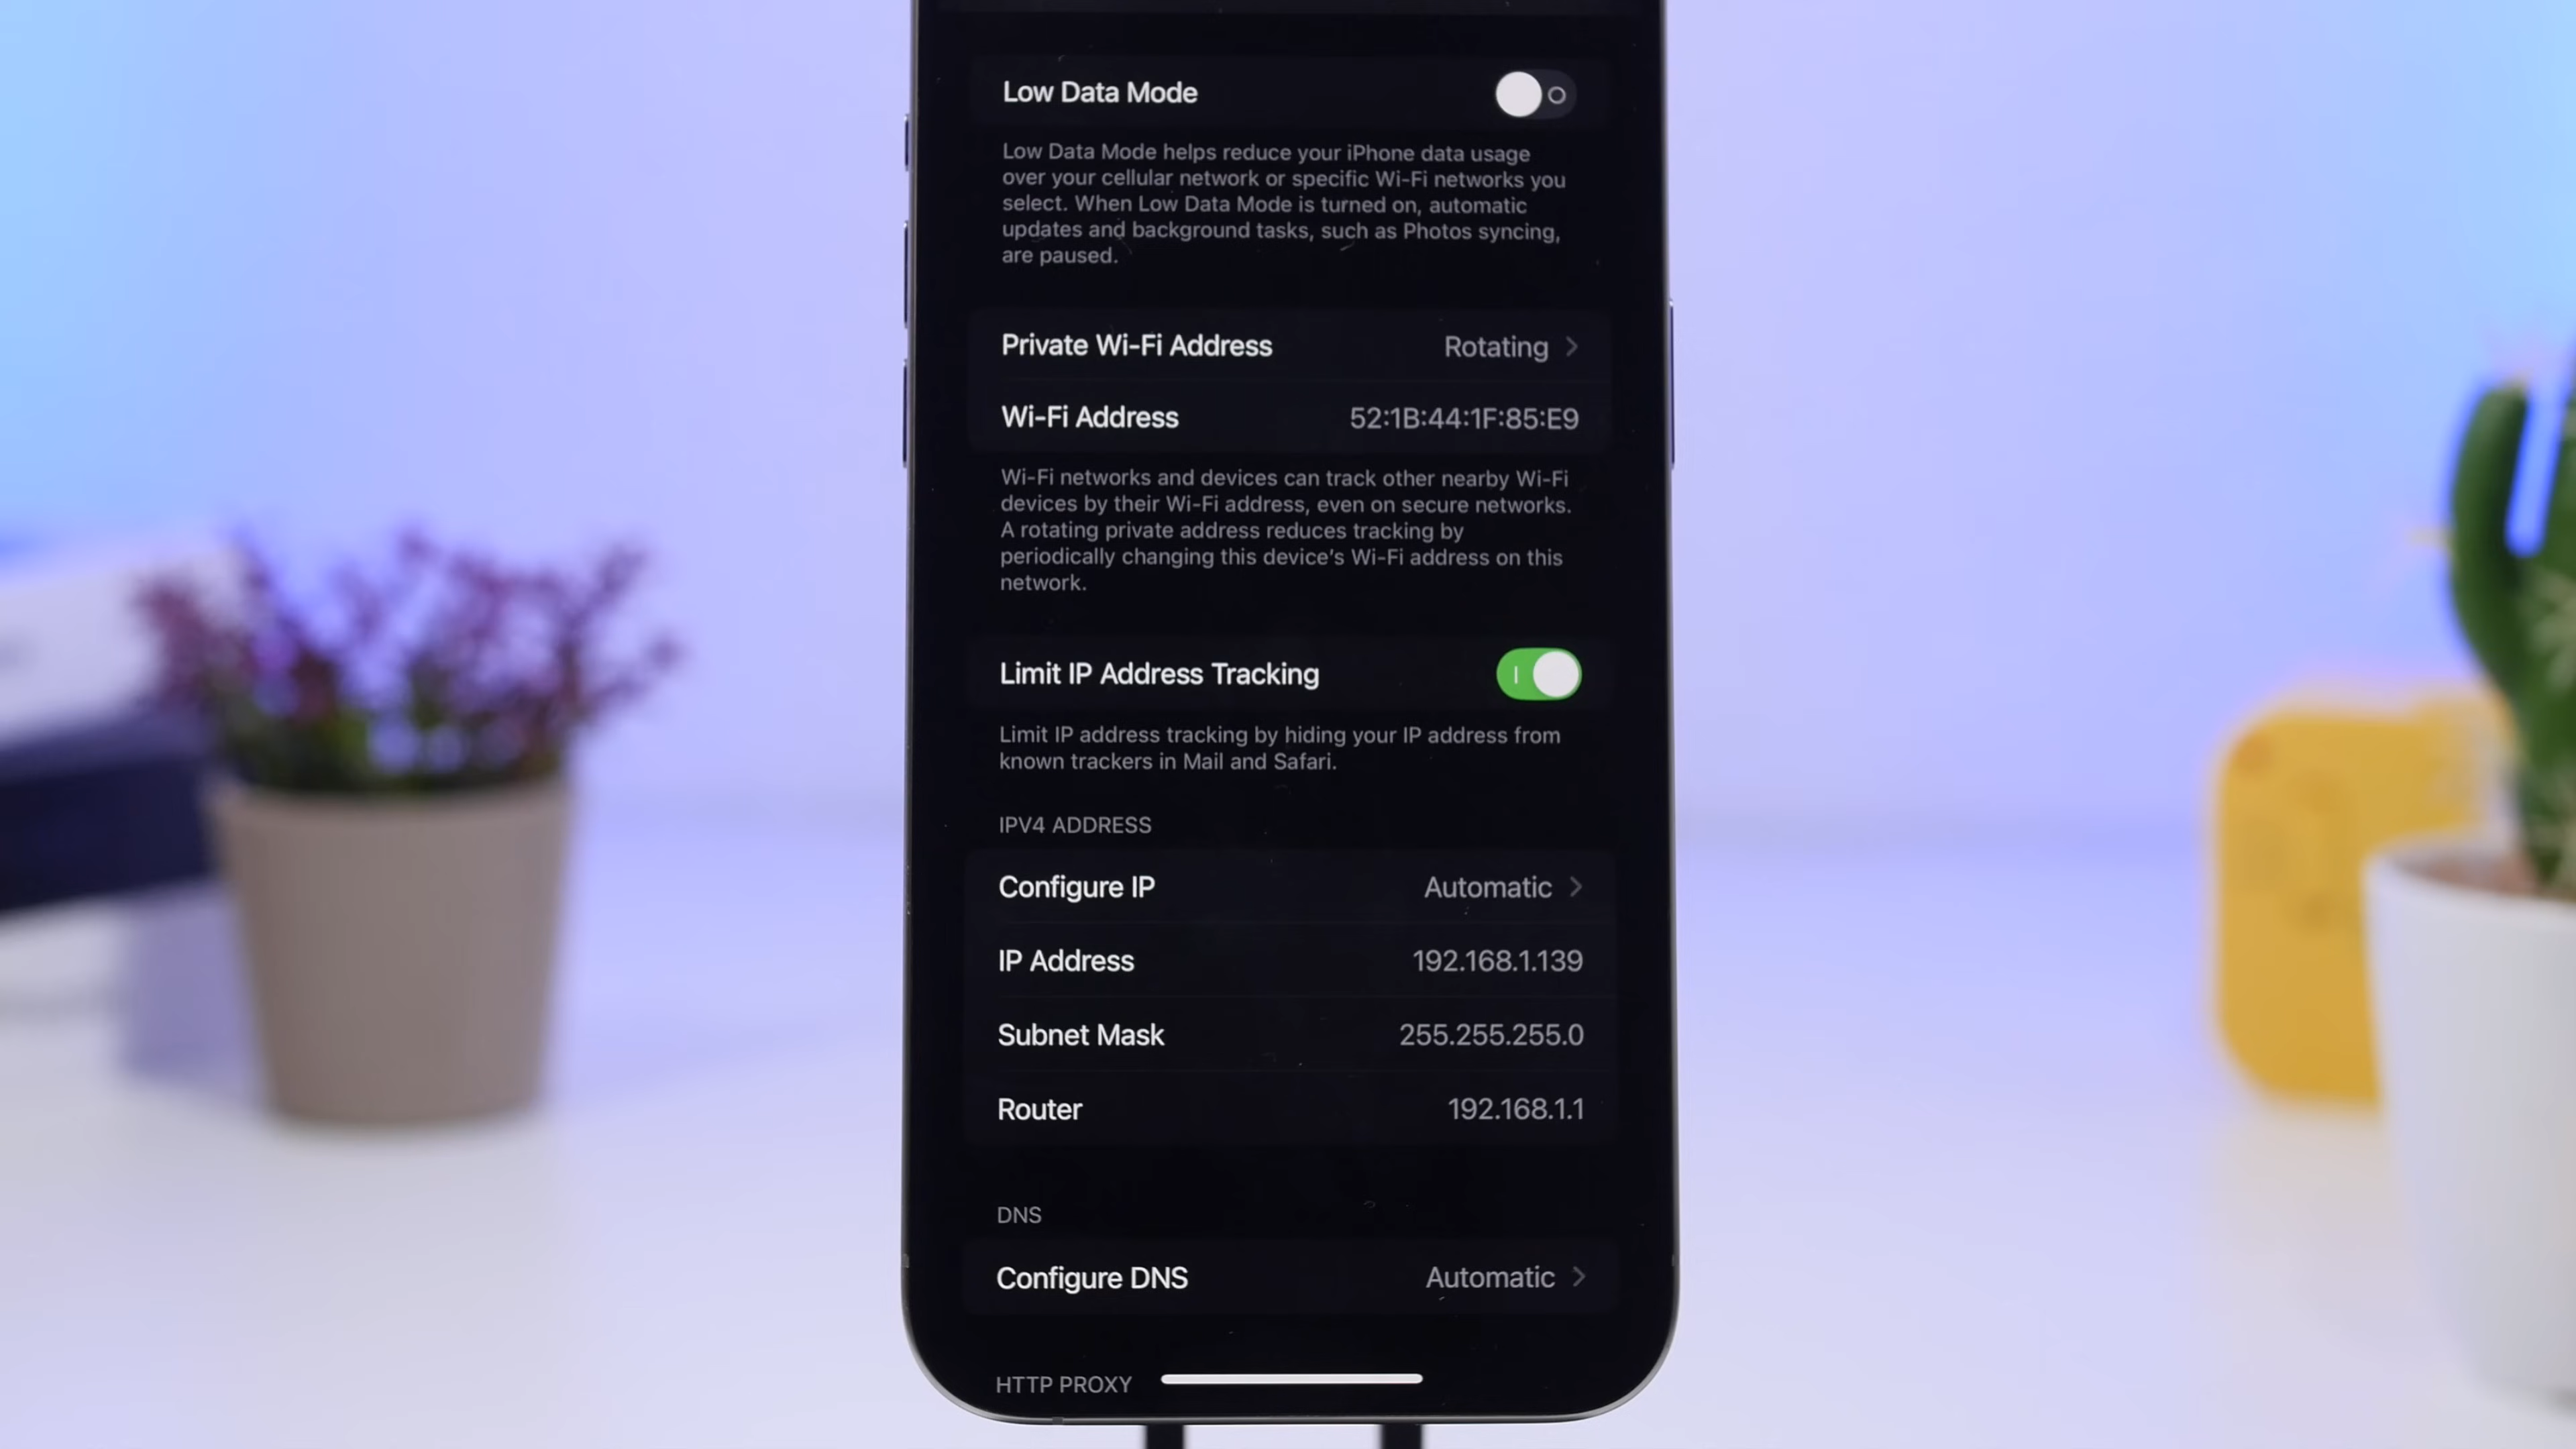 Low Data Mode
Low Data Mode helps reduce your iPhone data usage
over your cellular network or specific Wi-Fi networks you
select. When Low Data Mode is turned on, automatic
updates and background tasks, such as Photos syncing,
are paused.
Private Wi-Fi Address Rotating
Wi-Fi Address 52:1B:44:1F:85:E9
Wi-Fi networks and devices can track other nearby Wi-Fi
devices by their Wi-Fi address, even on secure networks.
A rotating private address reduces tracking by
periodically changing this device's Wi-Fi address on this
network.
Limit IP Address Tracking
Limit IP address tracking by hiding your IP address from
known trackers in Mail and Safari.
IPV4 ADDRESS
Configure IP Automatic
IP Address 192.168.1.139
Subnet Mask 255.255.255.0
Router 192.168.1.1
DNS
Configure DNS Automatic
HTTP PROXY